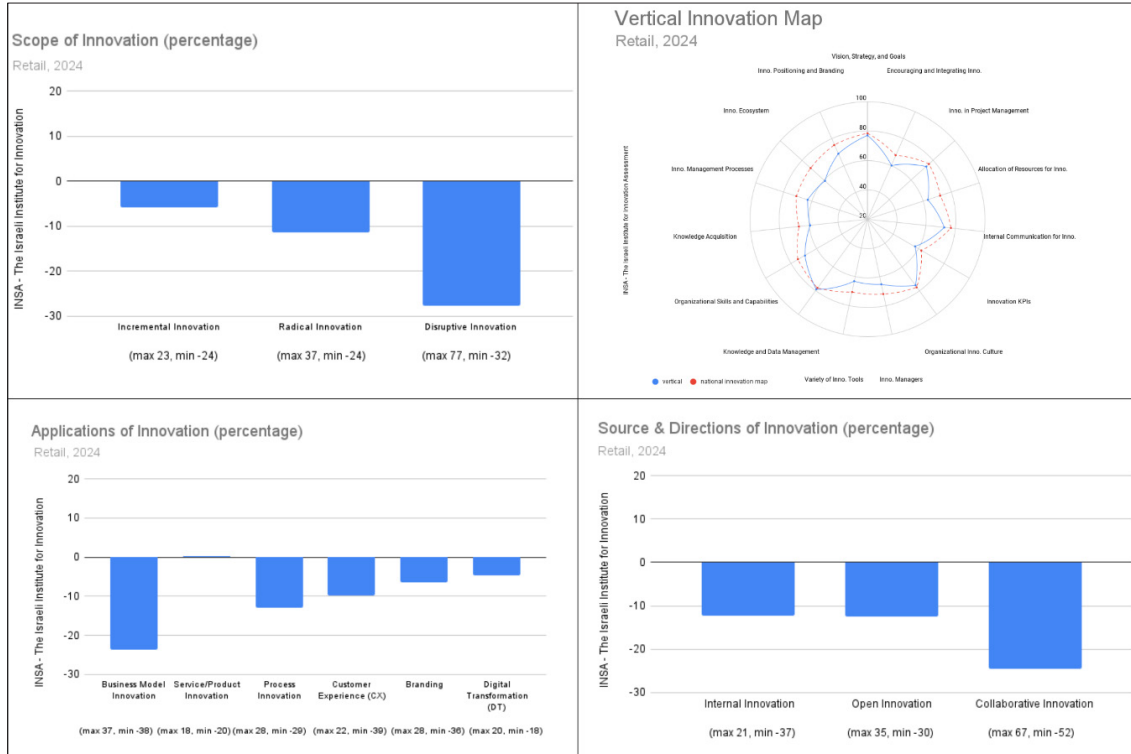 Scope of Innovation (percentage)
Retail, 2024
INSA - The Israeli Institute for Innovation
20
10
0
-10
-20
-30
Incremental Innovation
Radical Innovation
Disruptive Innovation
(max 23, min -24)
(max 37, min -24)
(max 77, min -32)
Vertical Innovation Map
Retail, 2024
Vision, Strategy, and Goals
Inno. Positioning and Branding
Encouraging and Integrating Inno.
Inno. Ecosystem
Inno. in Project Management
Inno. Management Processes
Allocation of Resources for Inno.
Knowledge Acquisition
Internal Communication for Inno.
Organizational Skills and Capabilities
Innovation KPIs
Knowledge and Data Management
Organizational Inno. Culture
Variety of Inno. Tools
Inno. Managers
100
80
60
40
20
INSA - The Israeli Institute for Innovation Assessment
vertical
national innovation map
Applications of Innovation (percentage)
Retail, 2024
INSA - The Israeli Institute for Innovation
20
10
0
-10
-20
-30
Business Model
Innovation
Service/Product
Innovation
Process
Innovation
Customer
Experience (CX)
Branding
Digital
Transformation
(DT)
(max 37, min -38)
(max 18, min -20)
(max 28, min -29)
(max 22, min -39)
(max 28, min -36)
(max 20, min -18)
Source & Directions of Innovation (percentage)
Retail, 2024
INSA - The Israeli Institute for Innovation
20
10
0
-10
-20
-30
Internal Innovation
Open Innovation
Collaborative Innovation
(max 21, min -37)
(max 35, min -30)
(max 67, min -52)